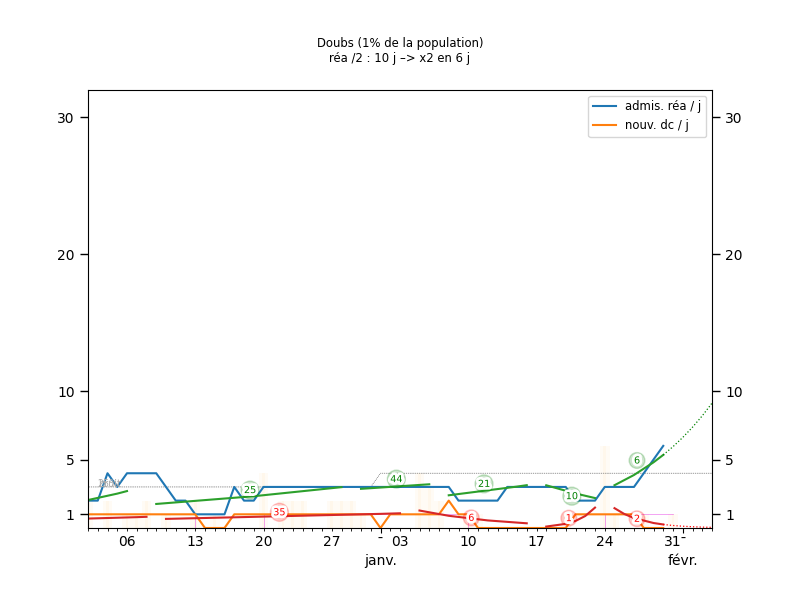 Doubs (1% de la population)
réa /2 : 10 j –> x2 en 6 j
admis. réa / j
nouv. dc / j
30 30
20 20
10 10
5 5
1 1
25 35 44 6 21 1 10 6 2
06 13 20 27 03 10 17 24 31
janv. févr.